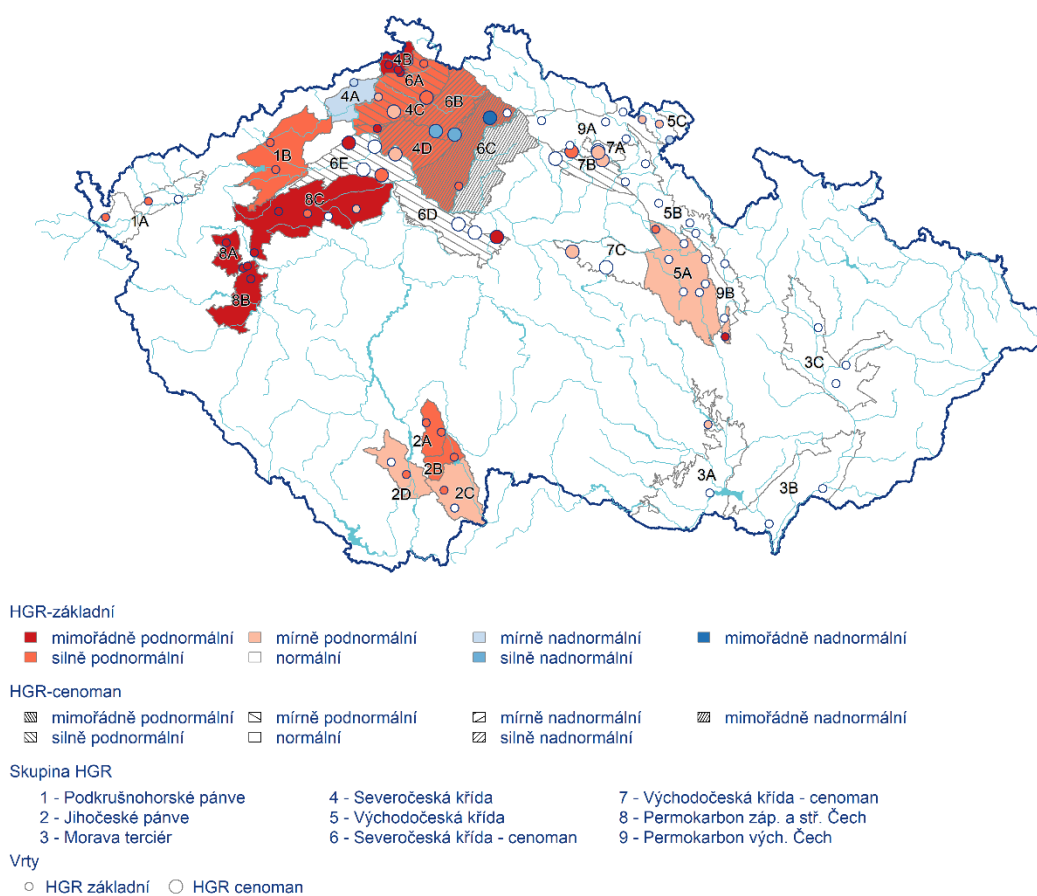 4B
6A
4A
4C
6B
9A
5C
7A
1B
4D
6C
7B
6E
8C
1A
6D
5B
7C
8A
5A
8B
9B
3C
2A
2B
2D
2C
3A
3B
HGR-základní
mimořádně podnormální mírně podnormální mírně nadnormální mimořádně nadnormální
silně podnormální normální silně nadnormální
HGR-cenoman
mimořádně podnormální mírně podnormální mírně nadnormální mimořádně nadnormální
silně podnormální normální silně nadnormální
Skupina HGR
1 - Podkrušnohorské pánve 4 - Severočeská křída 7 - Východočeská křída - cenoman
2 - Jihočeské pánve 5 - Východočeská křída 8 - Permokarbon záp. a stř. Čech
3 - Morava terciér 6 - Severočeská křída - cenoman 9 - Permokarbon vých. Čech
Vrty
HGR základní HGR cenoman